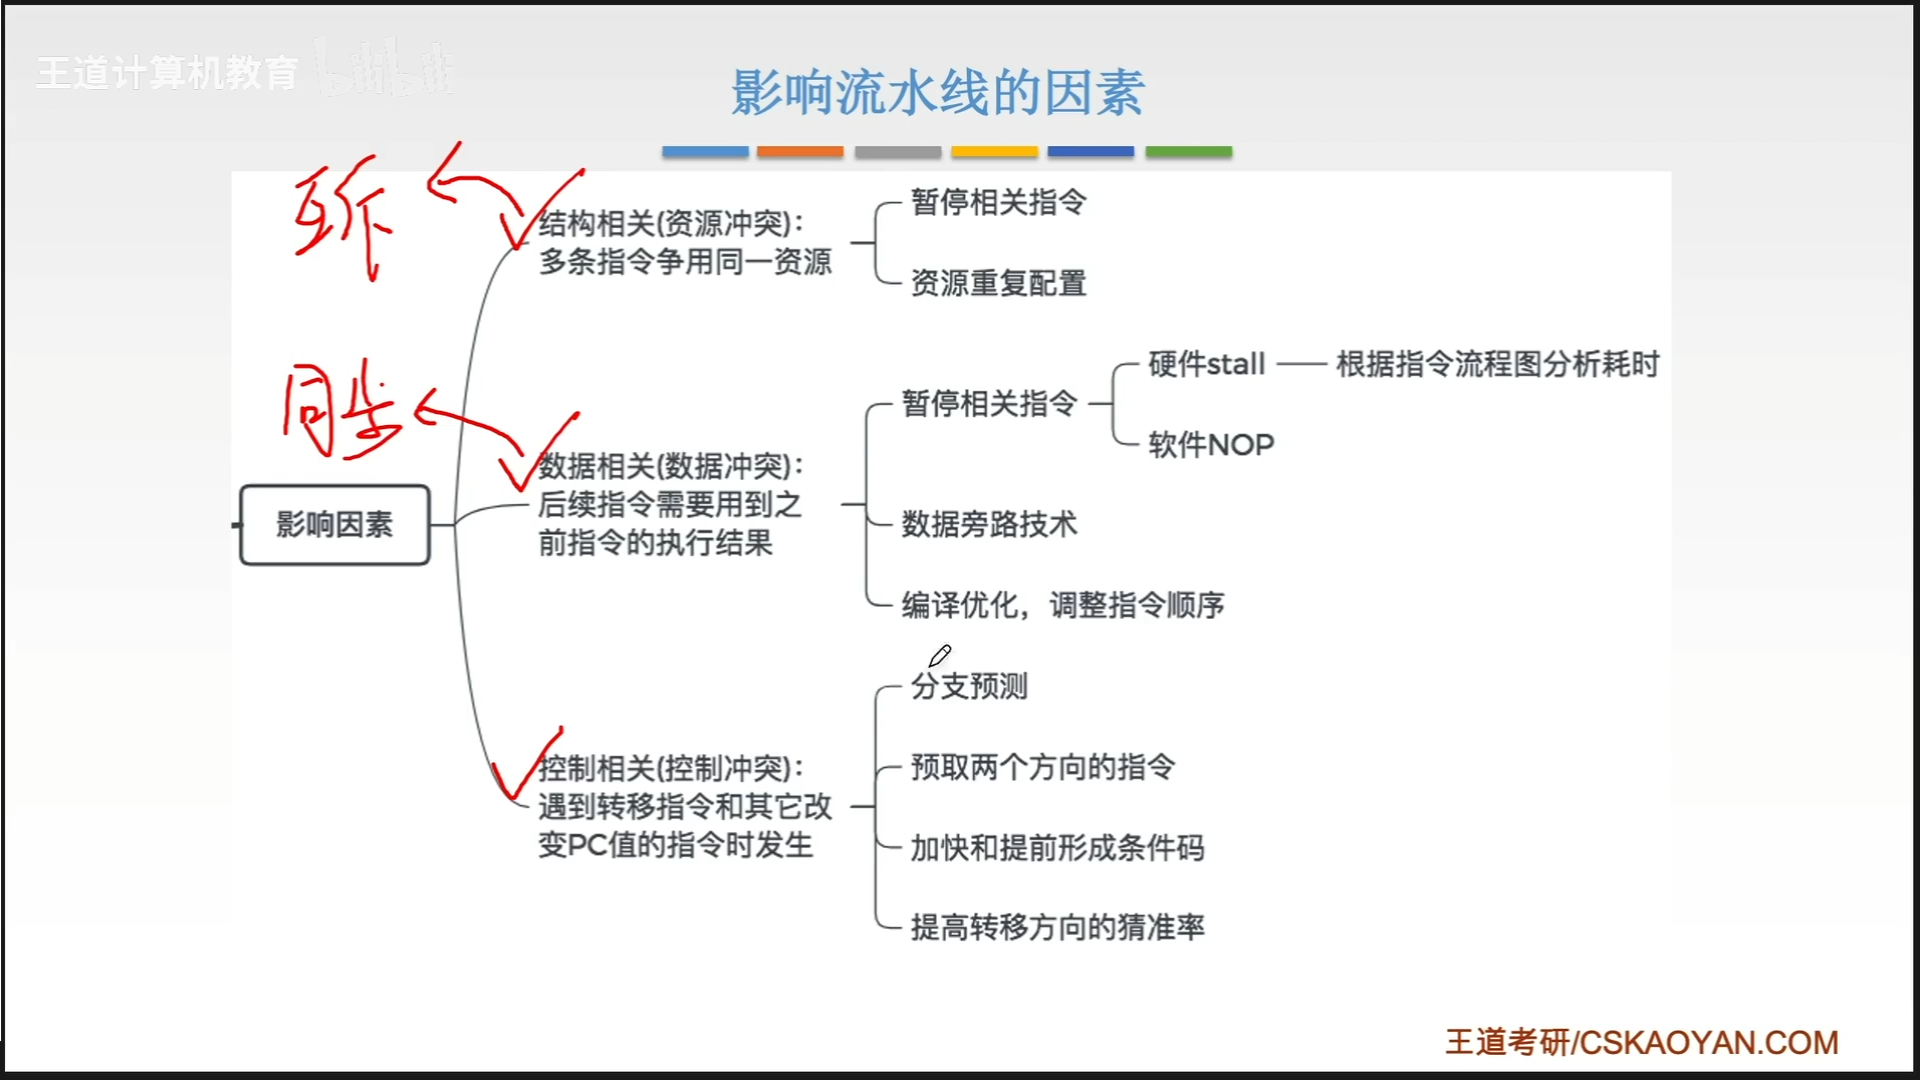 王道计算机教育 bilibili
影响流水线的因素
互斥
结构相关(资源冲突)：
多条指令争用同一资源
暂停相关指令
资源重复配置
同步
数据相关(数据冲突)：
后续指令需要用到之
前指令的执行结果
暂停相关指令
硬件stall
根据指令流程图分析耗时
软件NOP
数据旁路技术
编译优化，调整指令顺序
影响因素
控制相关(控制冲突)：
遇到转移指令和其它改
变PC值的指令时发生
分支预测
预取两个方向的指令
加快和提前形成条件码
提高转移方向的猜准率
王道考研/CSKAOYAN.COM